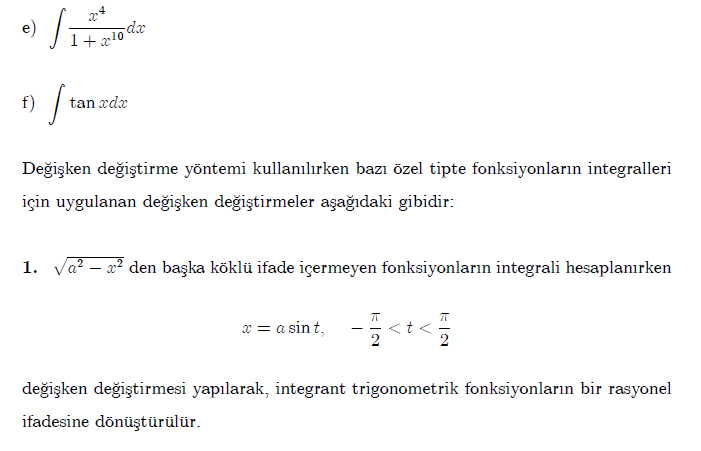 e) ∫ x⁴ / (1 + x¹⁰) dx
f) ∫ tan xdx
Değişken değiştirme yöntemi kullanılırken bazı özel tipte fonksiyonların integralleri
için uygulanan değişken değiştirmeler aşağıdaki gibidir:
1. √(a² − x²) den başka köklü ifade içermeyen fonksiyonların integrali hesaplanırken
x = a sin t, − π/2 < t < π/2
değişken değiştirmesi yapılarak, integrant trigonometrik fonksiyonların bir rasyonel
ifadesine dönüştürülür.